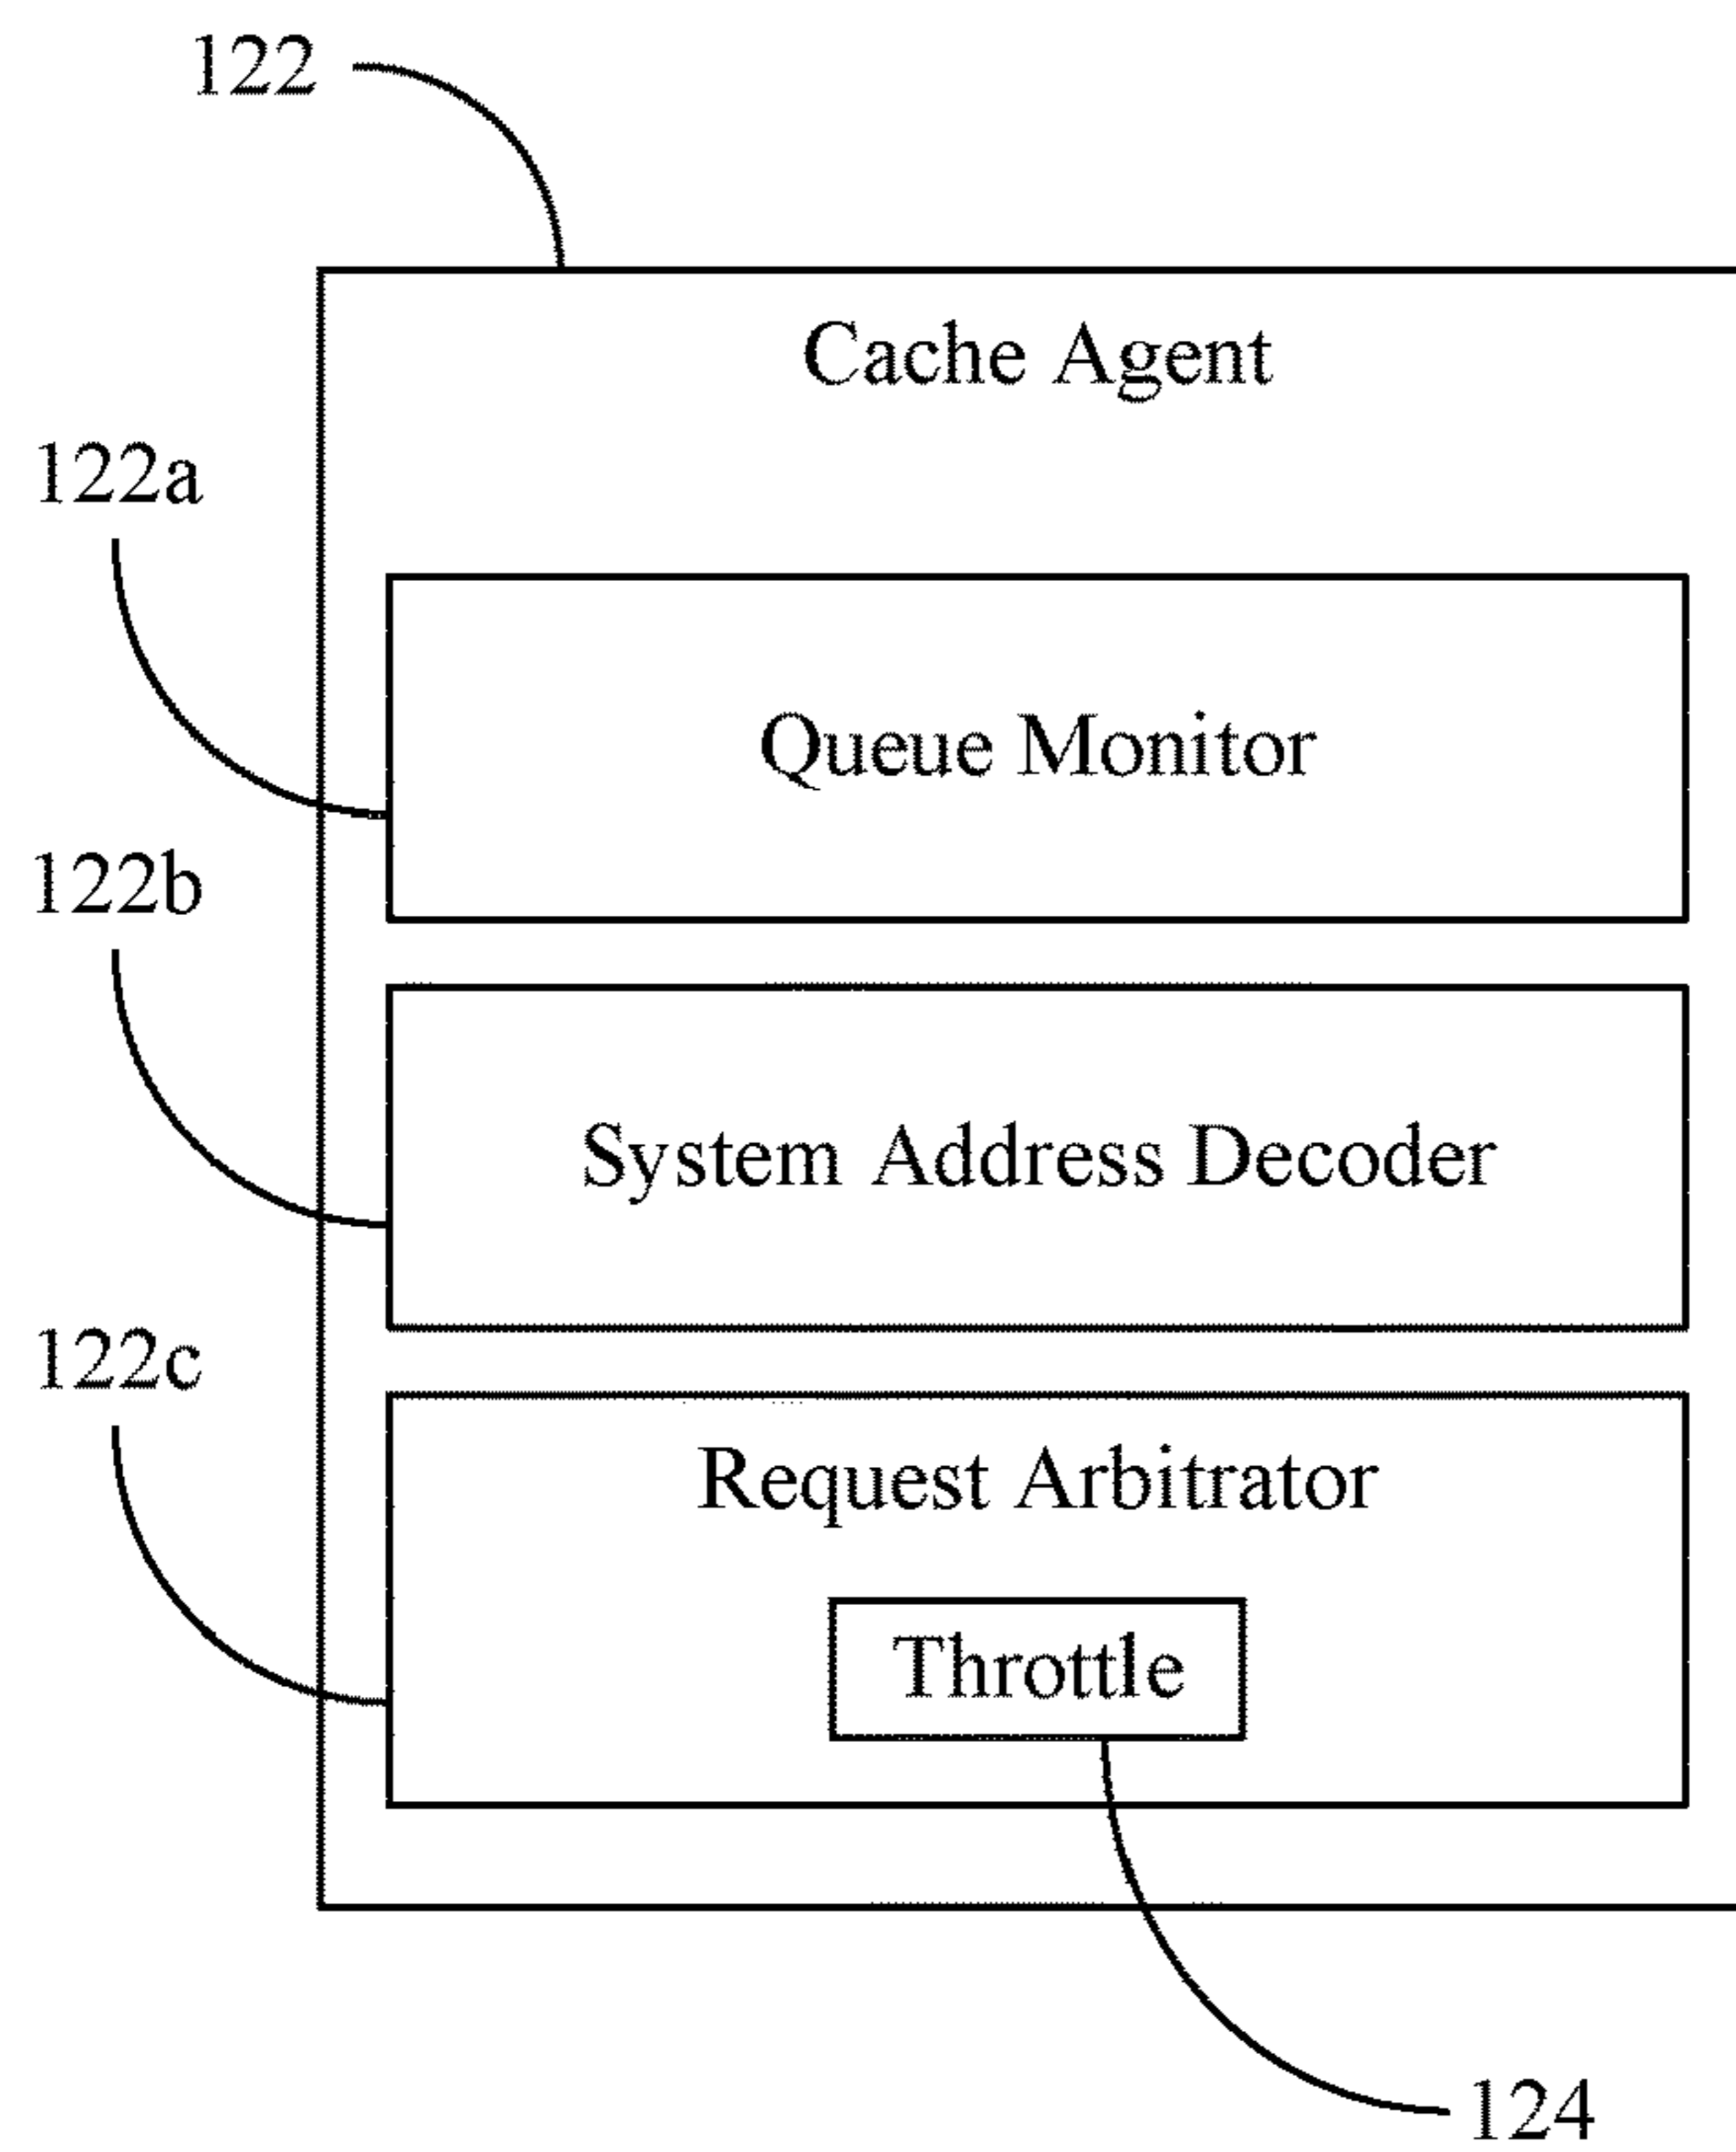 122
Cache Agent
122a
Queue Monitor
122b
System Address Decoder
122c
Request Arbitrator
Throttle
124